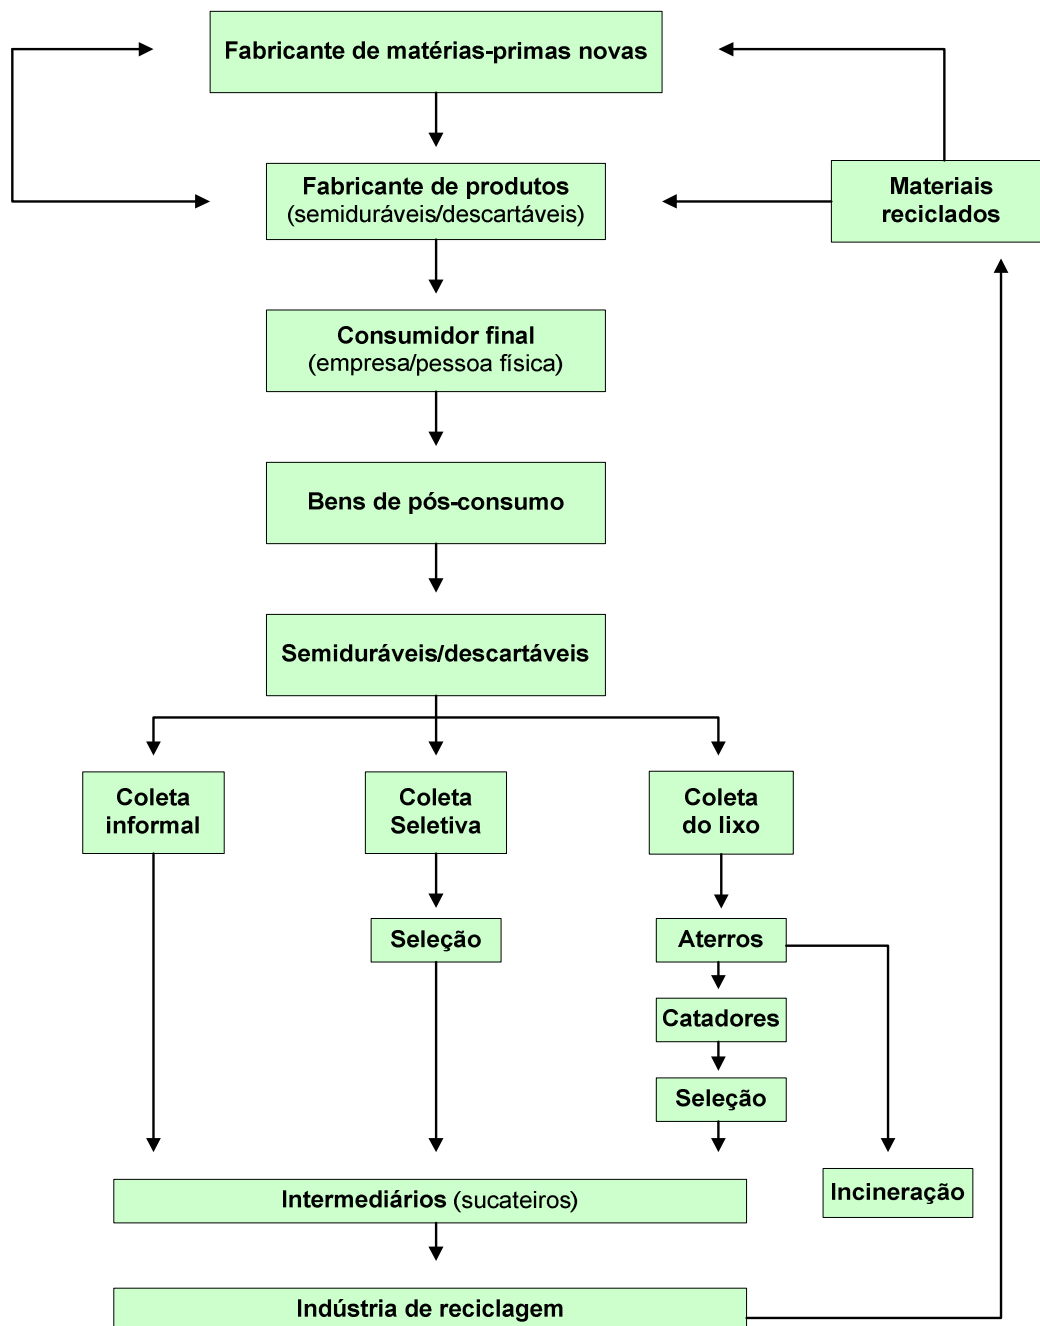 Fabricante de matérias-primas novas
Fabricante de produtos
(semiduráveis/descartáveis)
Materiais
reciclados
Consumidor final
(empresa/pessoa física)
Bens de pós-consumo
Semiduráveis/descartáveis
Coleta
informal
Coleta
Seletiva
Coleta
do lixo
Seleção
Aterros
Catadores
Seleção
Incineração
Intermediários (sucateiros)
Indústria de reciclagem